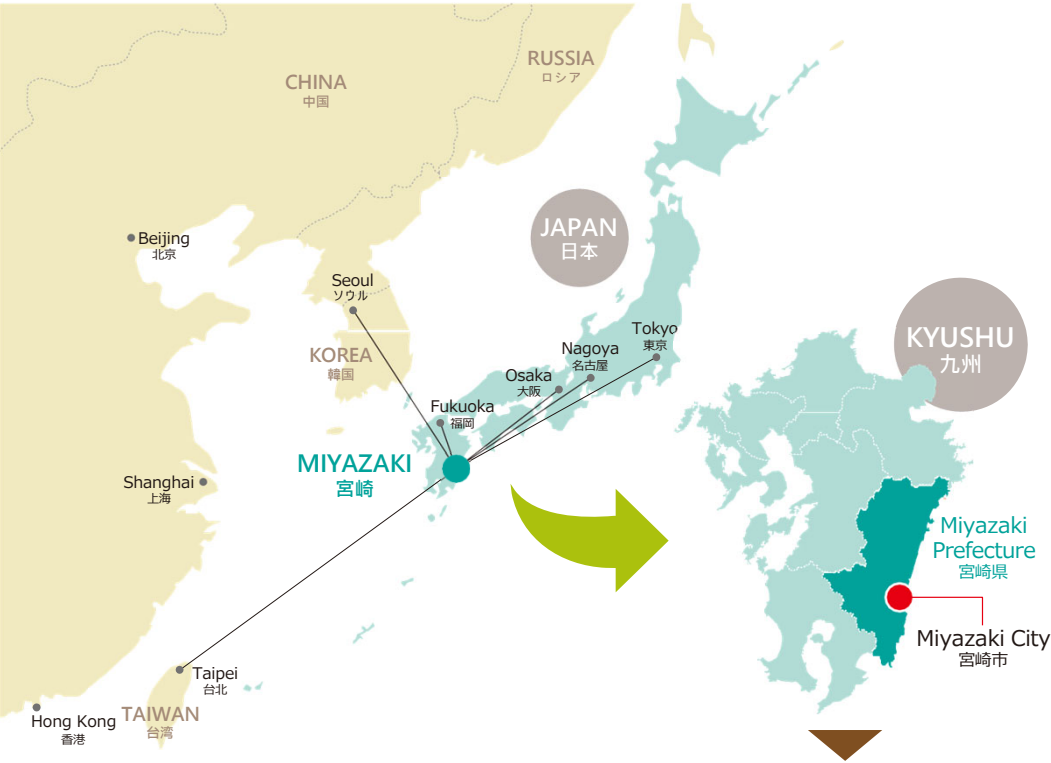 RUSSIA
ロシア
CHINA
中国
JAPAN
日本
Beijing
北京
Seoul
ソウル
KOREA
韓国
Tokyo
東京
Nagoya
名古屋
Osaka
大阪
Fukuoka
福岡
MIYAZAKI
宮崎
Shanghai
上海
Taipei
台北
TAIWAN
台湾
Hong Kong
香港
KYUSHU
九州
Miyazaki
Prefecture
宮崎県
Miyazaki City
宮崎市